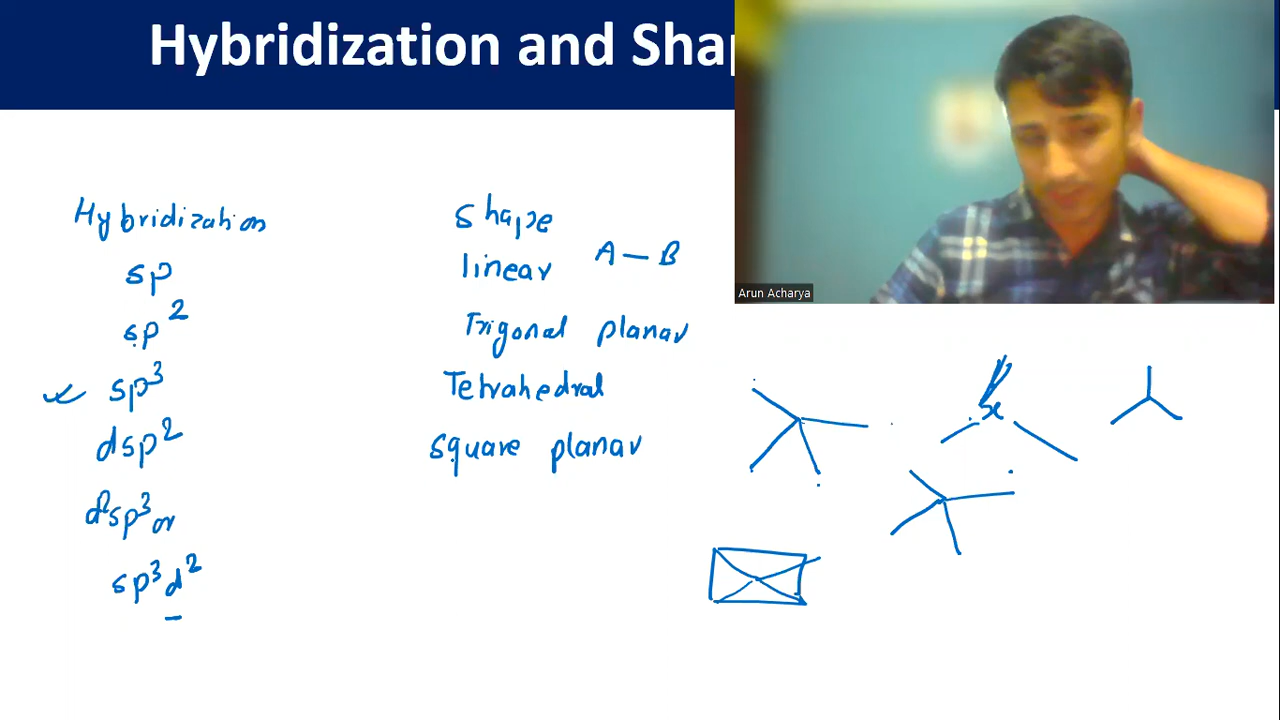 Hybridization and Sha
Arun Acharya
Hybridization shape
sp linear A — B
sp² Trigonal planar
sp³ Tetrahedral
dsp² square planar
d²sp³ or
sp³d²